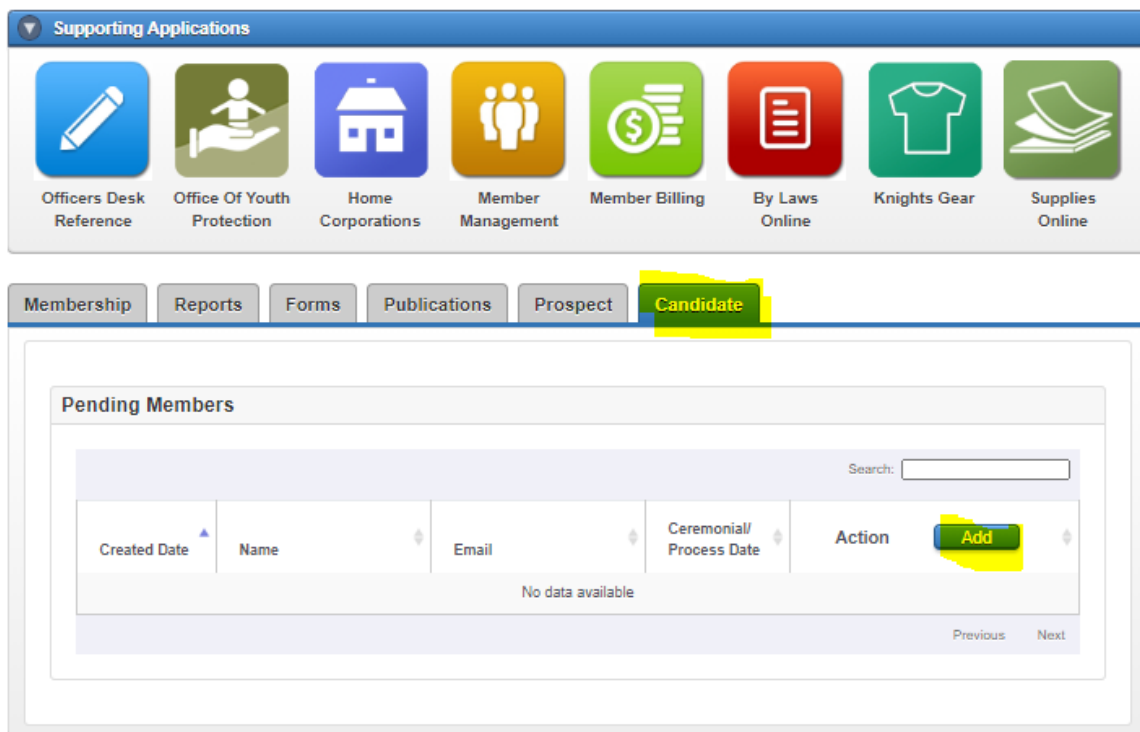 Supporting Applications
Officers Desk Reference
Office Of Youth Protection
Home Corporations
Member Management
Member Billing
By Laws Online
Knights Gear
Supplies Online
Membership
Reports
Forms
Publications
Prospect
Candidate
Pending Members
Search:
Created Date
Name
Email
Ceremonial/
Process Date
Action
Add
No data available
Previous
Next